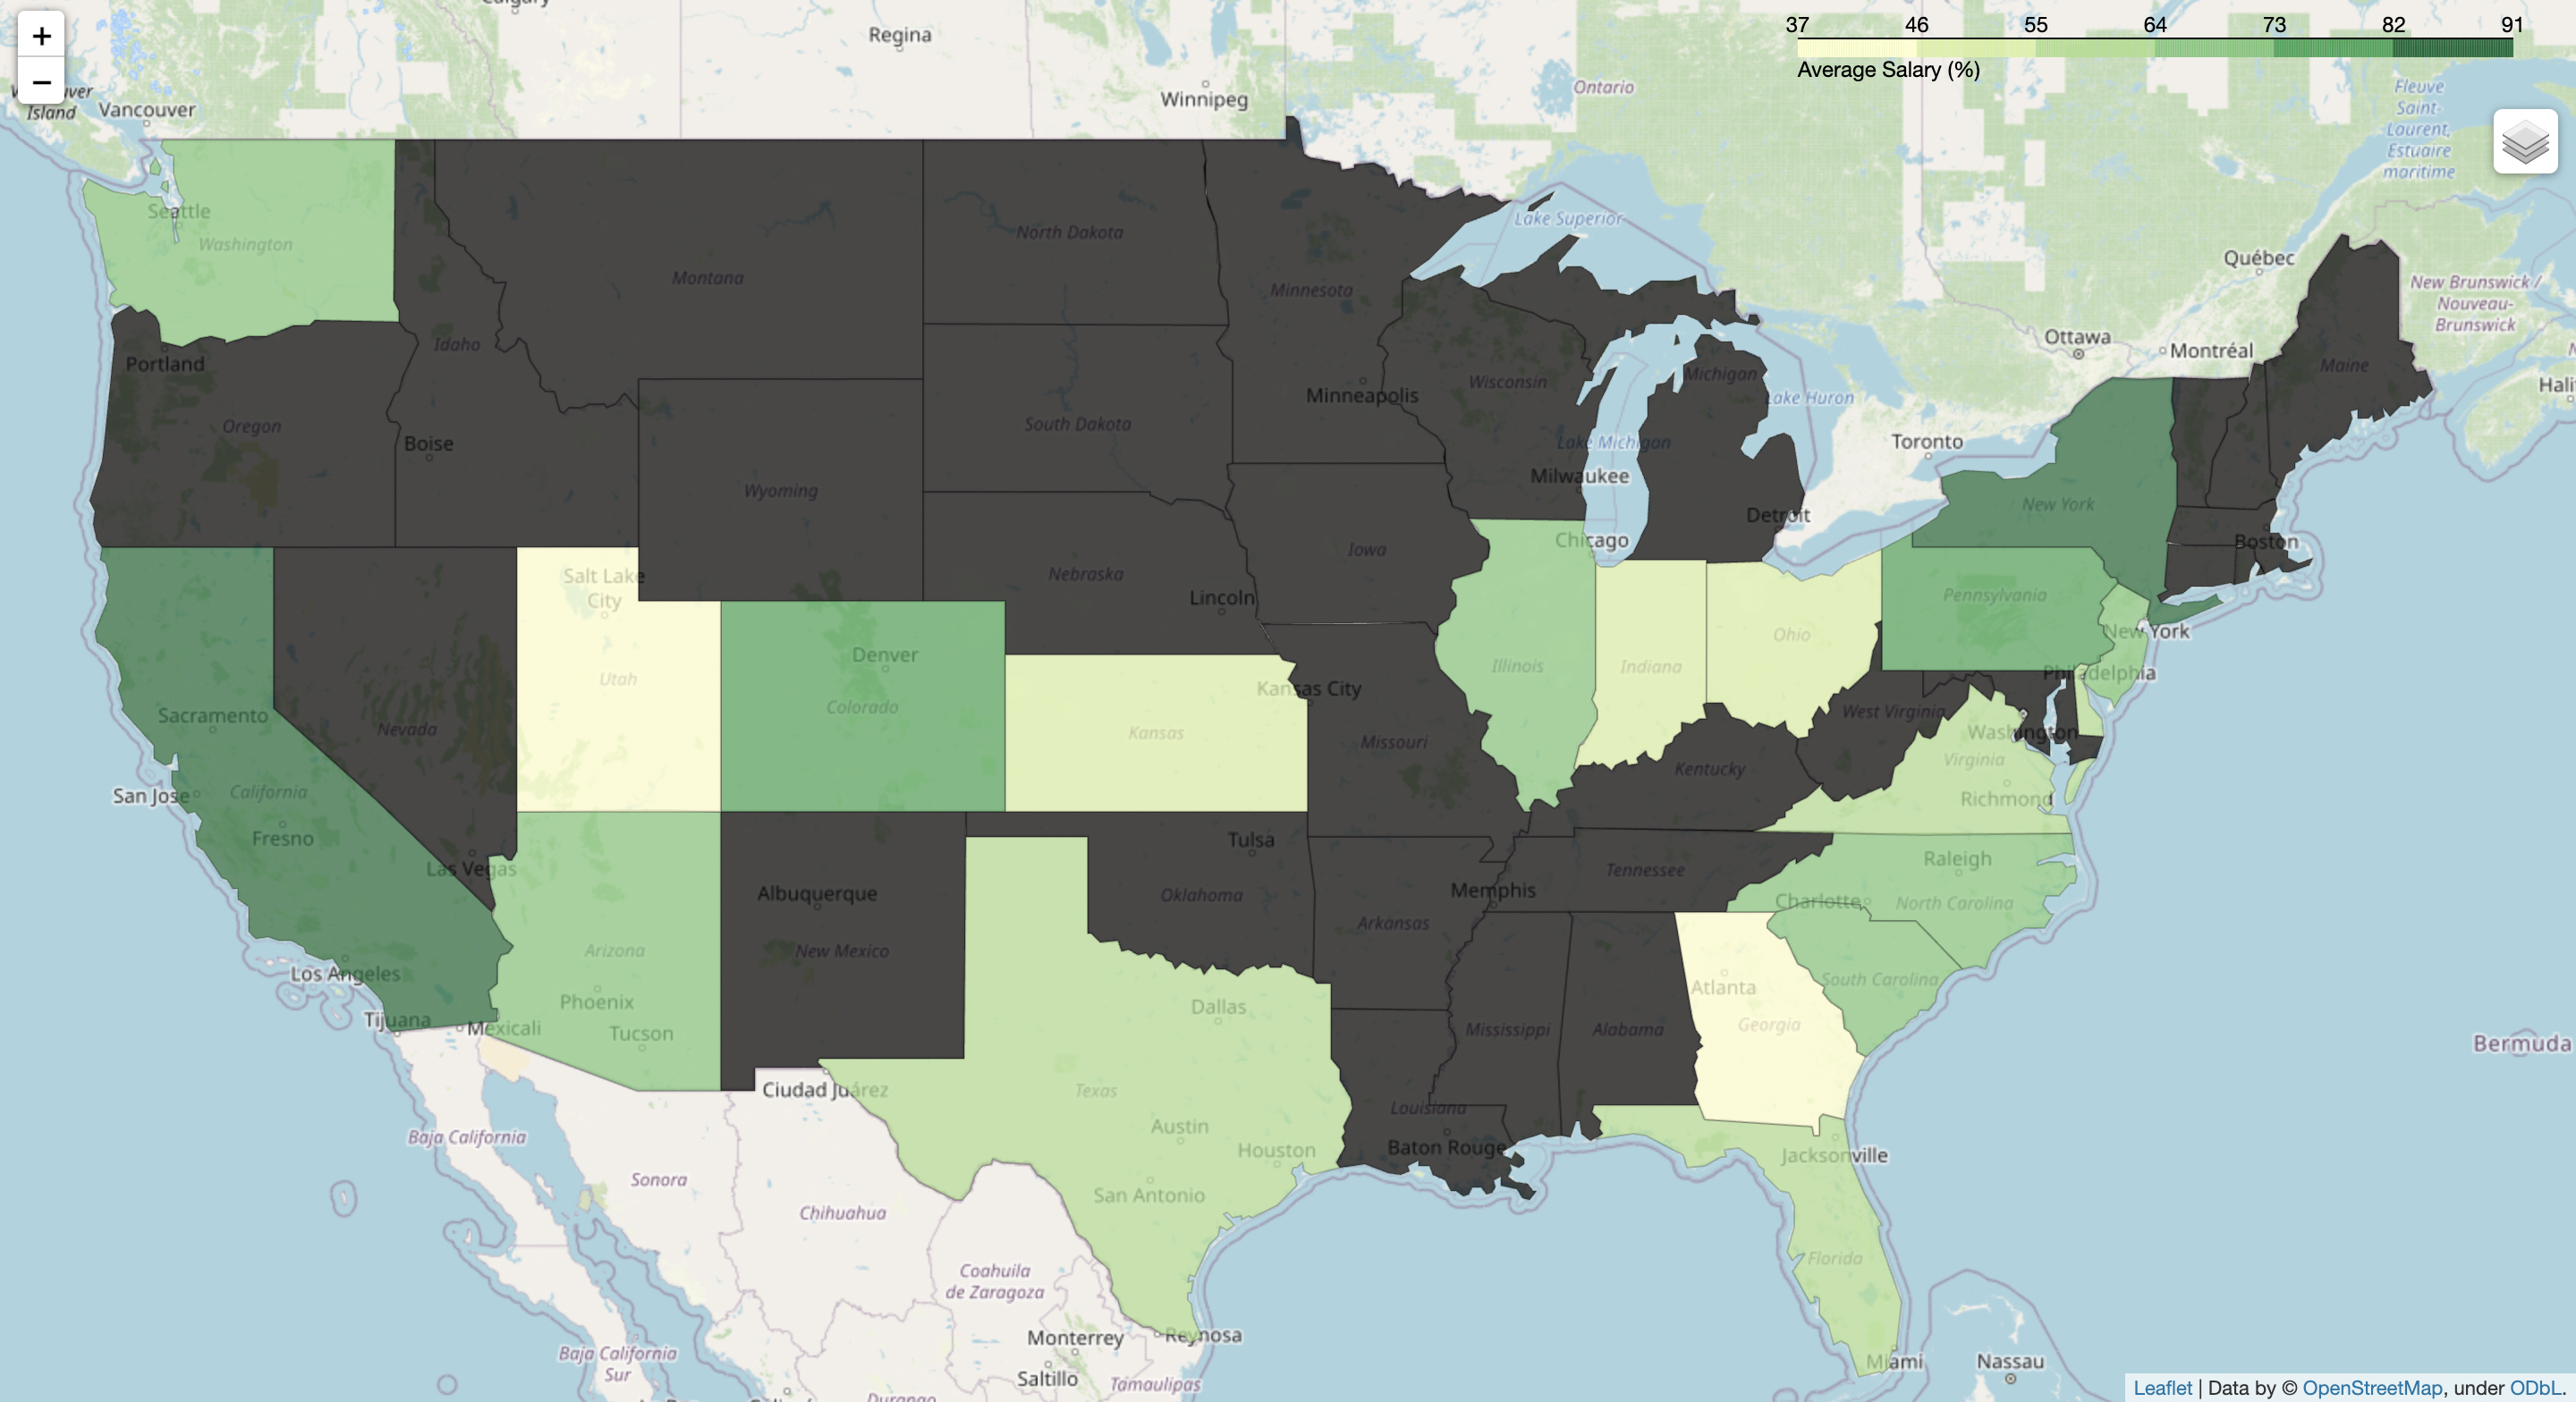 Calgary
+
−
Regina
37 46 55 64 73 82 91
Average Salary (%)
Vancouver
Island
Vancouver
Winnipeg
Ontario
Fleuve
Saint-
Laurent,
Estuaire
maritime
Seattle
Washington
North Dakota
Lake Superior
Montana
Minnesota
Québec
New Brunswick /
Nouveau-
Brunswick
Portland
Idaho
Ottawa
Montréal
Maine
Oregon
Boise
South Dakota
Minneapolis
Wisconsin
Michigan
Lake Huron
Lake Michigan
Toronto
Wyoming
Milwaukee
Detroit
New York
Boston
Chicago
Iowa
Salt Lake
City
Nebraska
Lincoln
Pennsylvania
New York
Denver
Colorado
Utah
Kansas City
Kansas
Illinois
Indiana
Ohio
Philadelphia
Sacramento
Nevada
Missouri
West Virginia
Washington
Virginia
Kentucky
San Jose
California
Richmond
Fresno
Las Vegas
Tulsa
Albuquerque
Oklahoma
Memphis
Tennessee
Raleigh
Charlotte
North Carolina
Arkansas
Arizona
New Mexico
Los Angeles
Phoenix
Dallas
Atlanta
South Carolina
Tijuana
Mexicali
Tucson
Mississippi
Alabama
Georgia
Bermuda
Ciudad Juárez
Texas
Louisiana
Austin
Baja California
Houston
Baton Rouge
Jacksonville
Sonora
San Antonio
Chihuahua
Florida
Coahuila
de Zaragoza
Monterrey
Reynosa
Baja California
Sur
Saltillo
Tamaulipas
Miami
Nassau
Durango
Leaflet | Data by © OpenStreetMap, under ODbL.